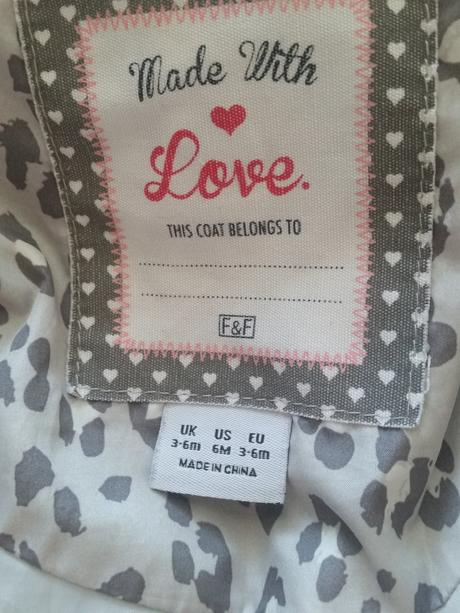 Made With
Love.
THIS COAT BELONGS TO
F&F
UK US EU
3-6m 6M 3-6m
MADE IN CHINA